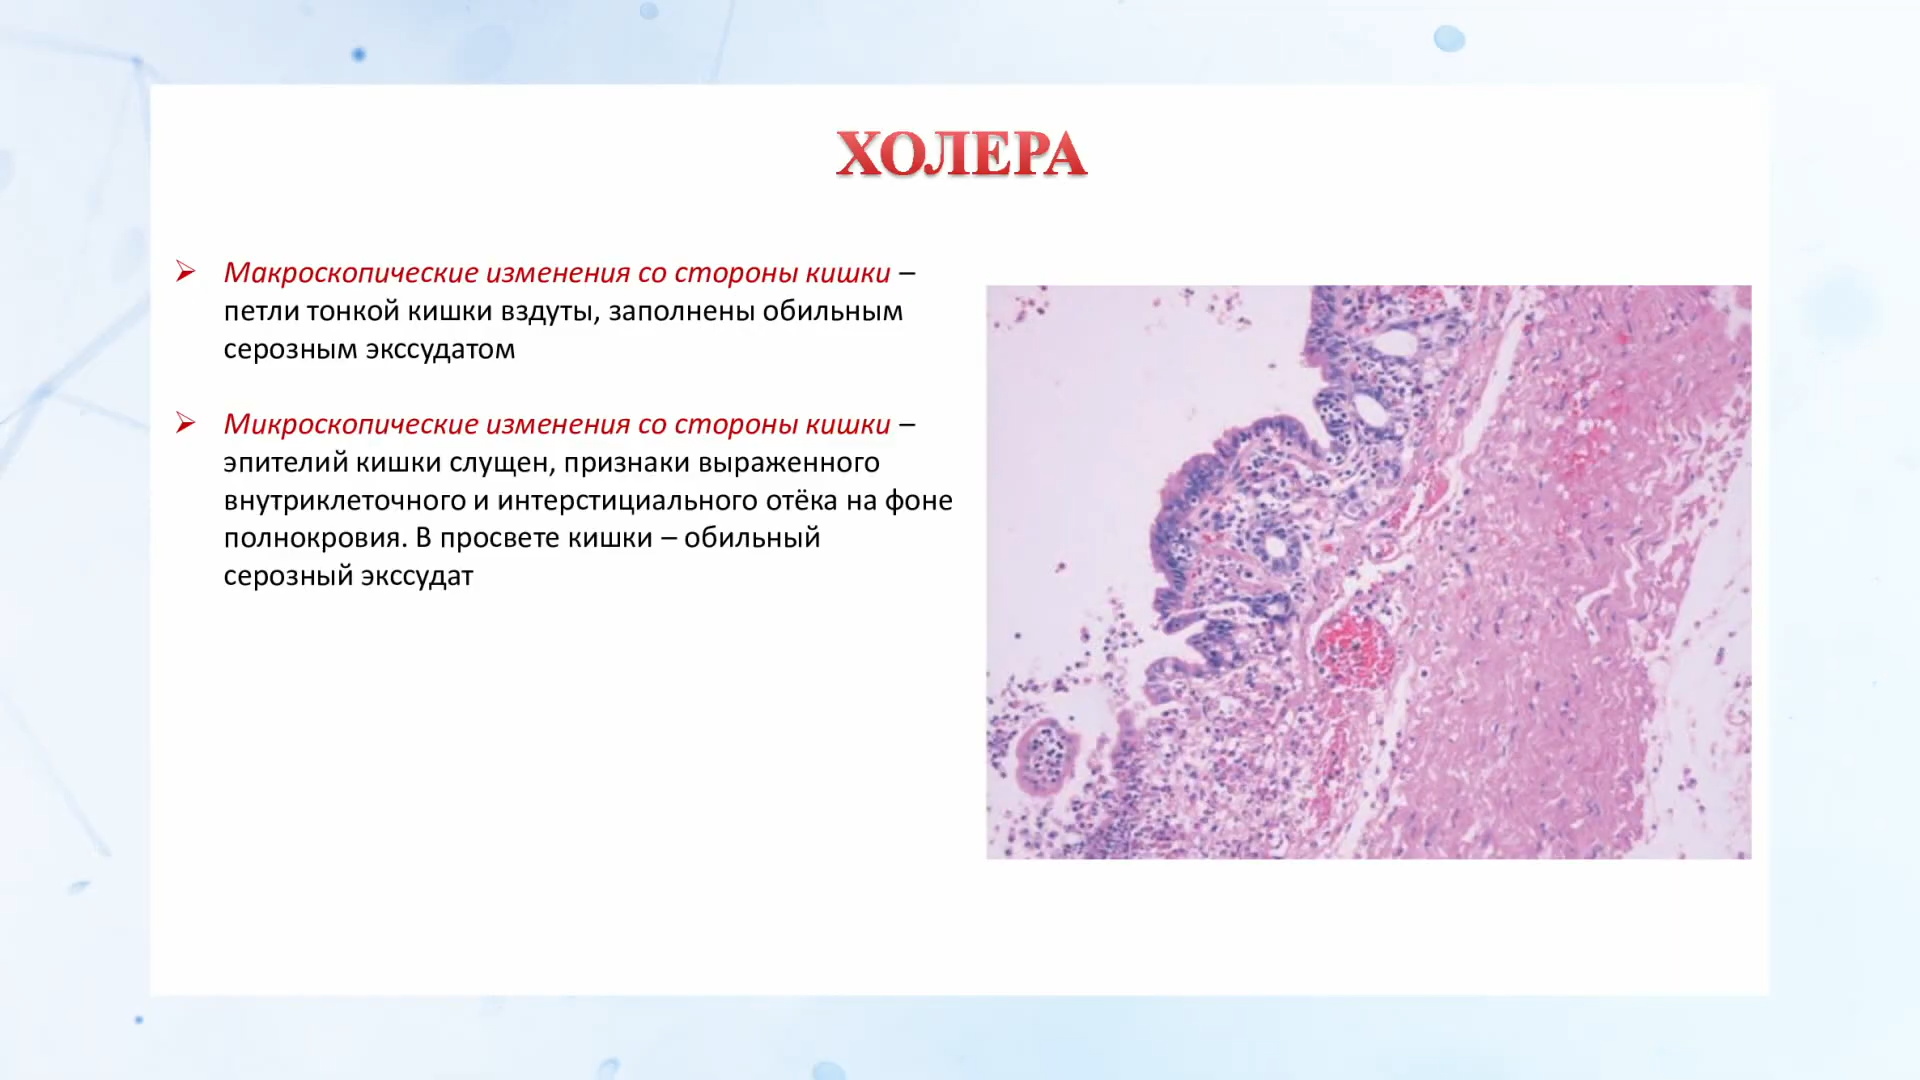 ХОЛЕРА
Макроскопические изменения со стороны кишки –
петли тонкой кишки вздуты, заполнены обильным
серозным экссудатом
Микроскопические изменения со стороны кишки –
эпителий кишки слущен, признаки выраженного
внутриклеточного и интерстициального отёка на фоне
полнокровия. В просвете кишки – обильный
серозный экссудат